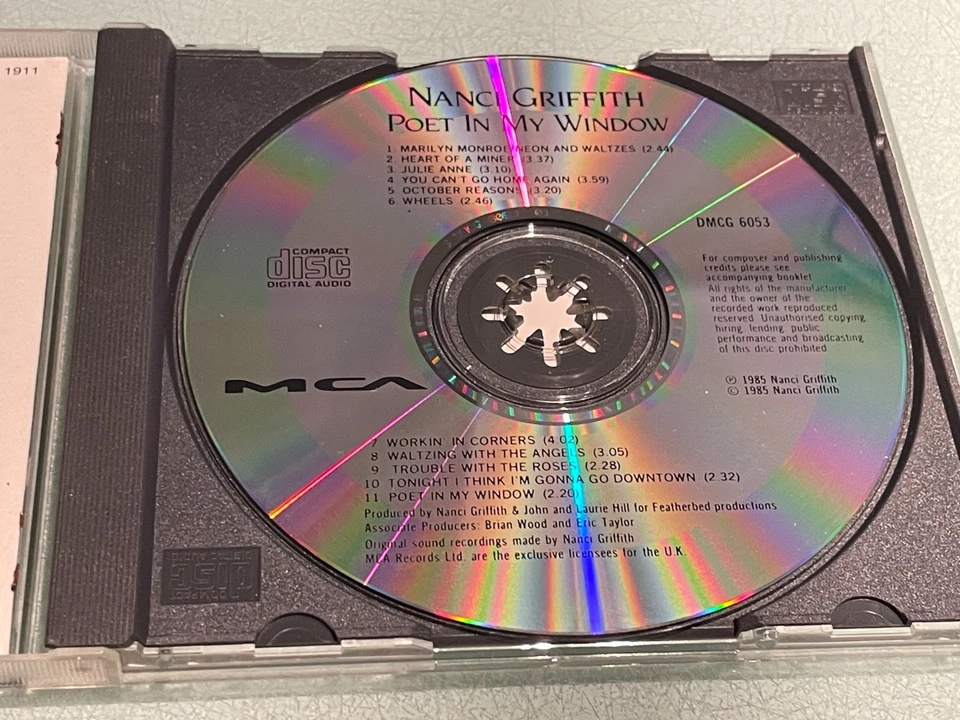 1911
NANCI GRIFFITH
POET IN MY WINDOW
1. MARILYN MONROE/NEON AND WALTZES (2.44)
2. HEART OF A MINER (3.37)
3. JULIE ANNE (3.10)
4 YOU CAN'T GO HOME AGAIN (3.59)
5 OCTOBER REASONS (3.20)
6. WHEELS (2.46)
DMCG 6053
COMPACT
disc
DIGITAL AUDIO
For composer and publishing
credits please see
accompanying booklet
All rights of the manufacturer
and the owner of the
recorded work reproduced
reserved. Unauthorised copying,
hiring, lending, public
performance and broadcasting
of this disc prohibited
MCA
℗ 1985 Nanci Griffith
© 1985 Nanci Griffith
7 WORKIN' IN CORNERS (4.02)
8 WALTZING WITH THE ANGELS (3.05)
9 TROUBLE WITH THE ROSES (2.28)
10 TONIGHT I THINK I'M GONNA GO DOWNTOWN (2.32)
11 POET IN MY WINDOW (2.20)
Produced by Nanci Griffith & John and Laurie Hill for Featherbed productions
Associate Producers: Brian Wood and Eric Taylor
Original sound recordings made by Nanci Griffith
MCA Records Ltd. are the exclusive licensees for the U.K.